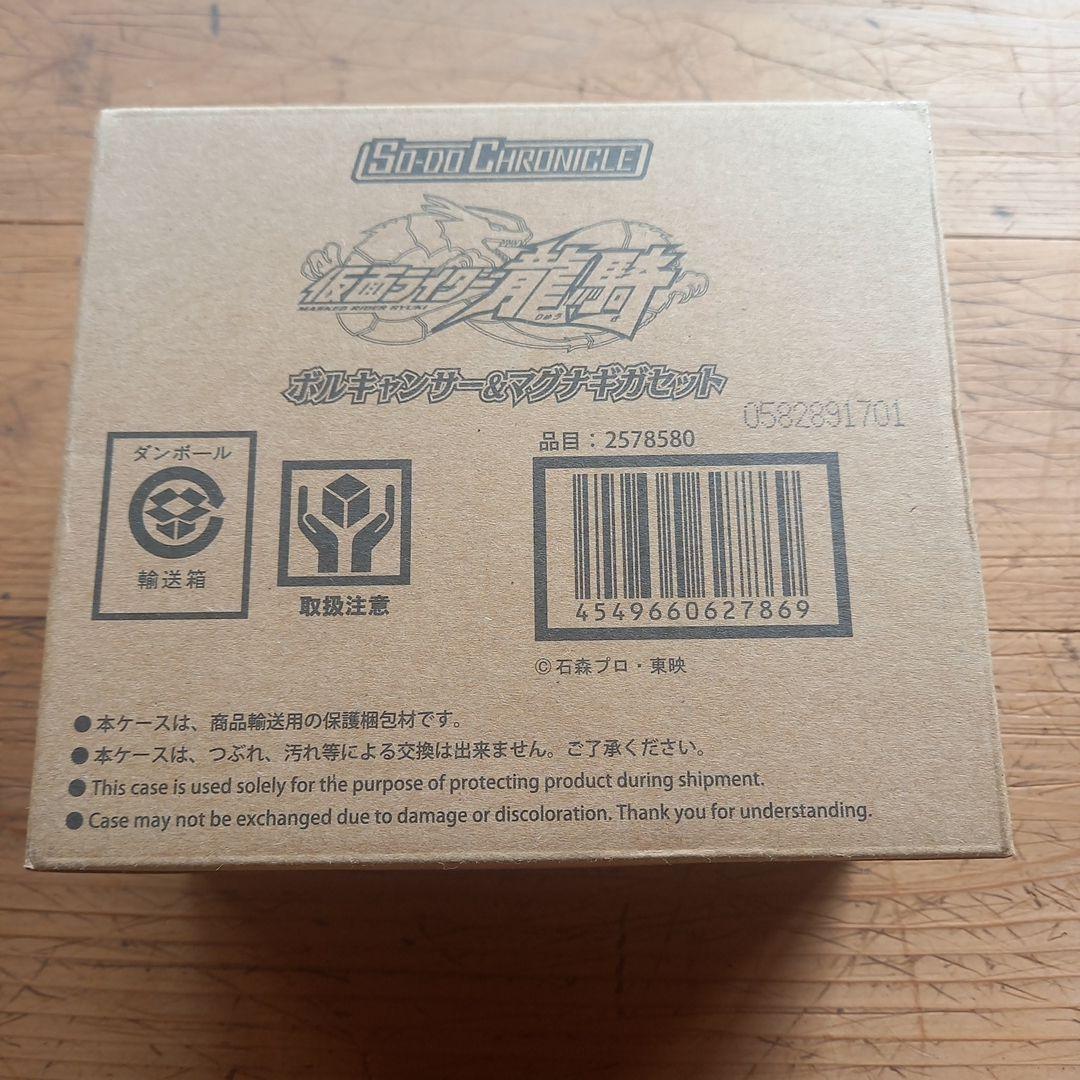 SO-DO CHRONICLE
仮面ライダー龍騎
MASKED RIDER RYUKI
りゅうき
ボルキャンサー&マグナギガセット
0582891701
品目：2578580
ダンボール
輸送箱
取扱注意
4549660627869
©石森プロ・東映
●本ケースは、商品輸送用の保護梱包材です。
●本ケースは、つぶれ、汚れ等による交換は出来ません。ご了承ください。
●This case is used solely for the purpose of protecting product during shipment.
●Case may not be exchanged due to damage or discoloration. Thank you for understanding.